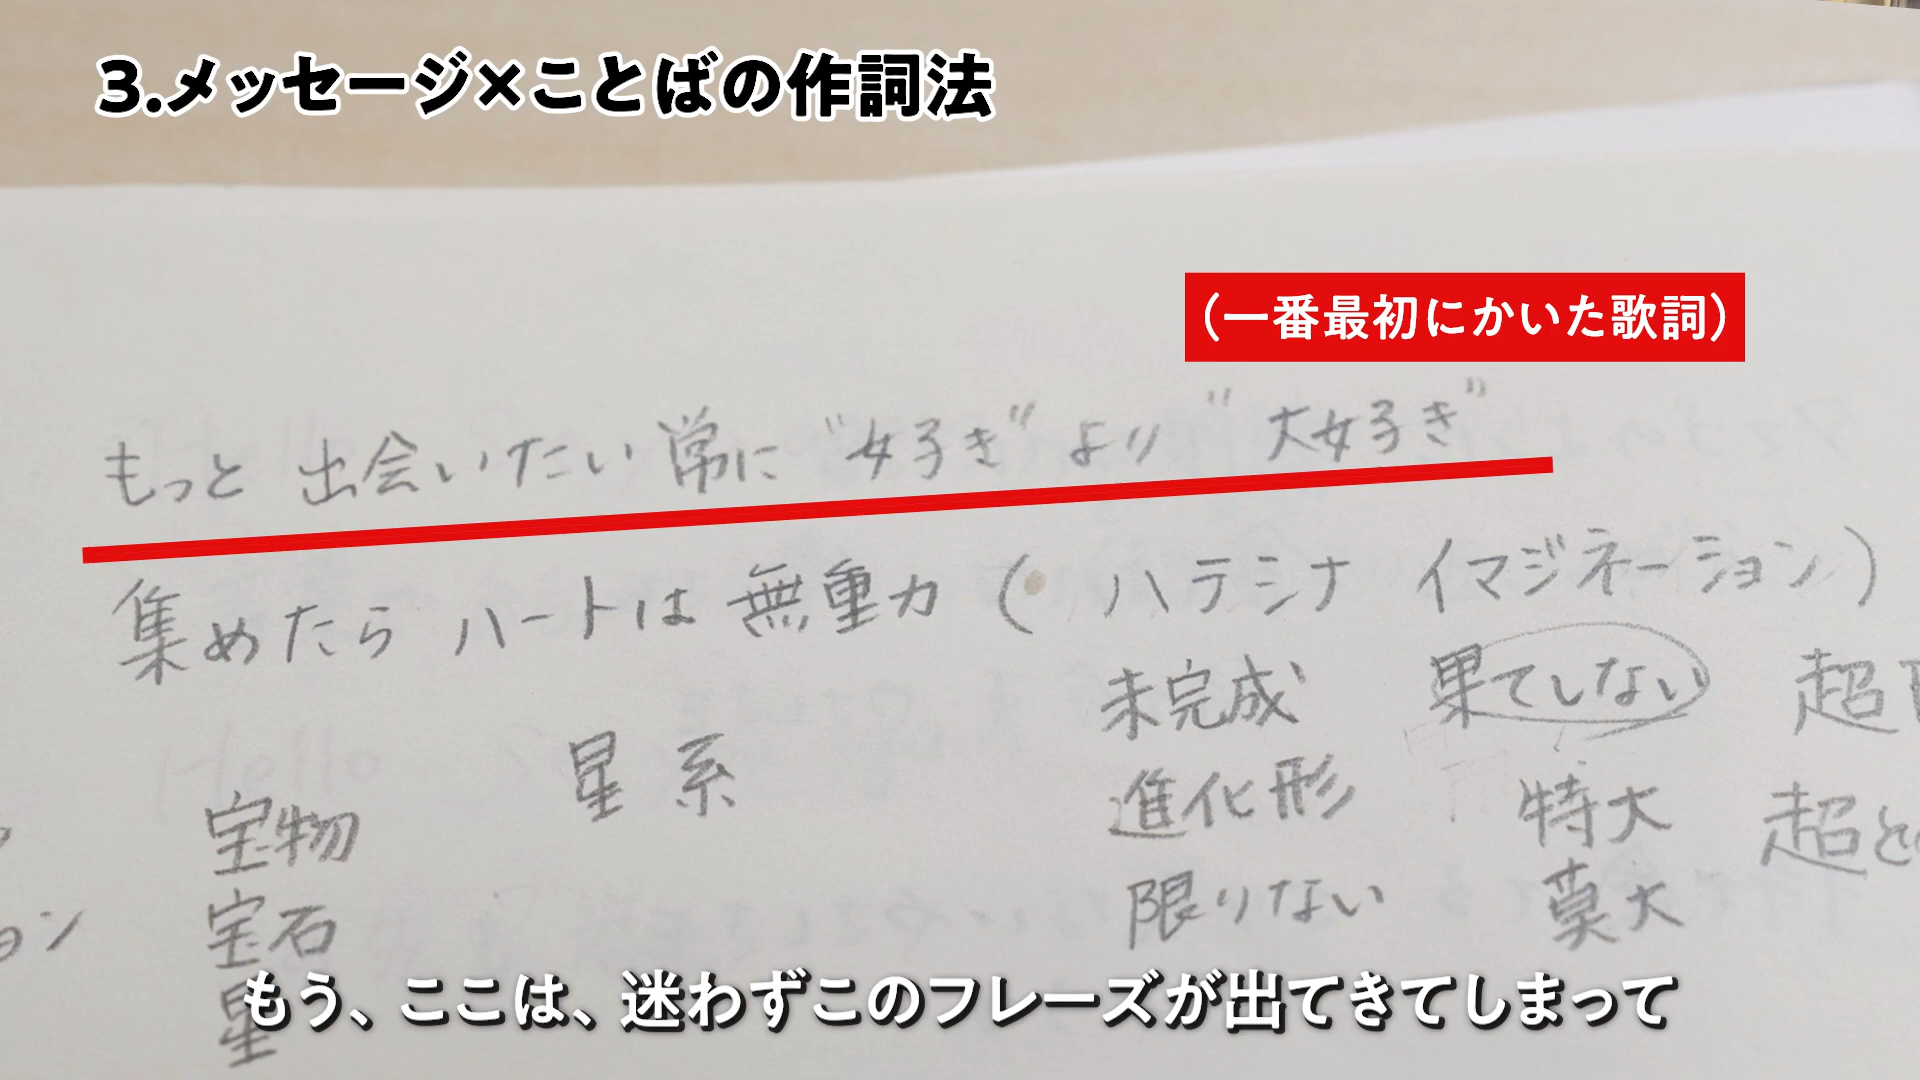 3.メッセージ×ことばの作詞法
(一番最初にかいた歌詞)
もっと 出会いたい 常に "好き" より "大好き"
集めたら ハートは 無重力 ( ハテシナ イマジネーション)
未完成 果てしない 超
星系
進化形 特大 超
宝物
限りない 莫大
宝石
ョン
星
もう、ここは、迷わずこのフレーズが出てきてしまって